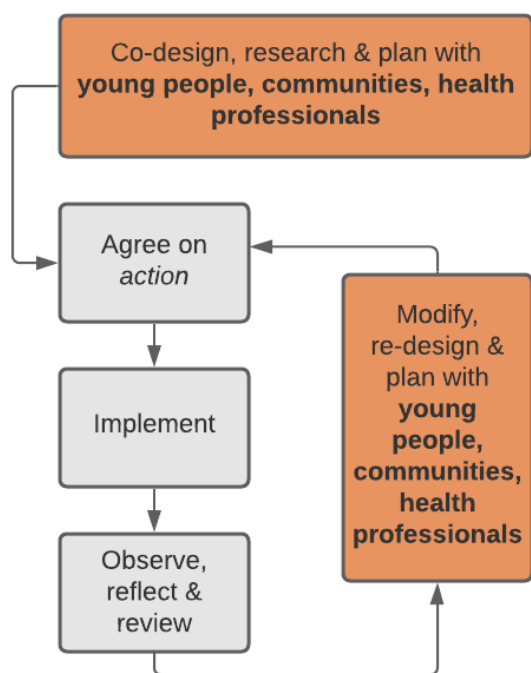 Co-design, research & plan with
young people, communities, health
professionals
Agree on
action
Implement
Observe,
reflect &
review
Modify,
re-design &
plan with
young
people,
communities,
health
professionals